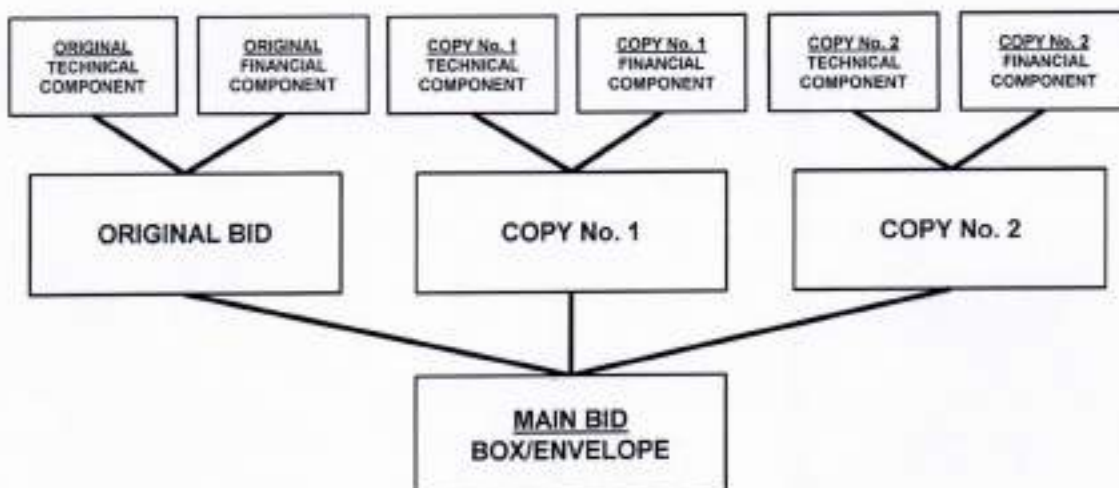 ORIGINAL
TECHNICAL
COMPONENT
ORIGINAL
FINANCIAL
COMPONENT
COPY No. 1
TECHNICAL
COMPONENT
COPY No. 1
FINANCIAL
COMPONENT
COPY No. 2
TECHNICAL
COMPONENT
COPY No. 2
FINANCIAL
COMPONENT
ORIGINAL BID
COPY No. 1
COPY No. 2
MAIN BID
BOX/ENVELOPE